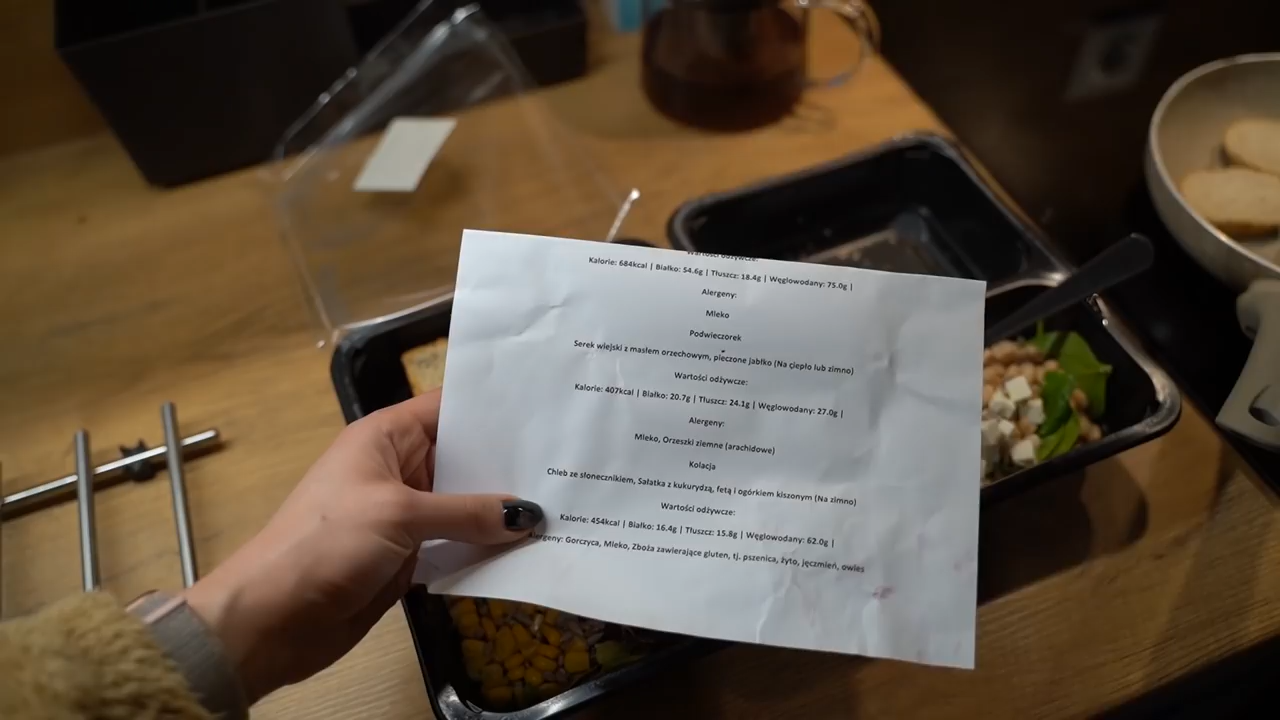 Wartości odżywcze:
Kalorie: 684kcal | Białko: 54.6g | Tłuszcz: 18.4g | Węglowodany: 75.0g |
Alergeny:
Mleko
Podwieczorek
Serek wiejski z masłem orzechowym, pieczone jabłko (Na ciepło lub zimno)
Wartości odżywcze:
Kalorie: 407kcal | Białko: 20.7g | Tłuszcz: 24.1g | Węglowodany: 27.0g |
Alergeny:
Mleko, Orzeszki ziemne (arachidowe)
Kolacja
Chleb ze słonecznikiem, Sałatka z kukurydzą, fetą i ogórkiem kiszonym (Na zimno)
Wartości odżywcze:
Kalorie: 454kcal | Białko: 16.4g | Tłuszcz: 15.8g | Węglowodany: 62.0g |
Alergeny: Gorczyca, Mleko, Zboża zawierające gluten, tj. pszenica, żyto, jęczmień, owies